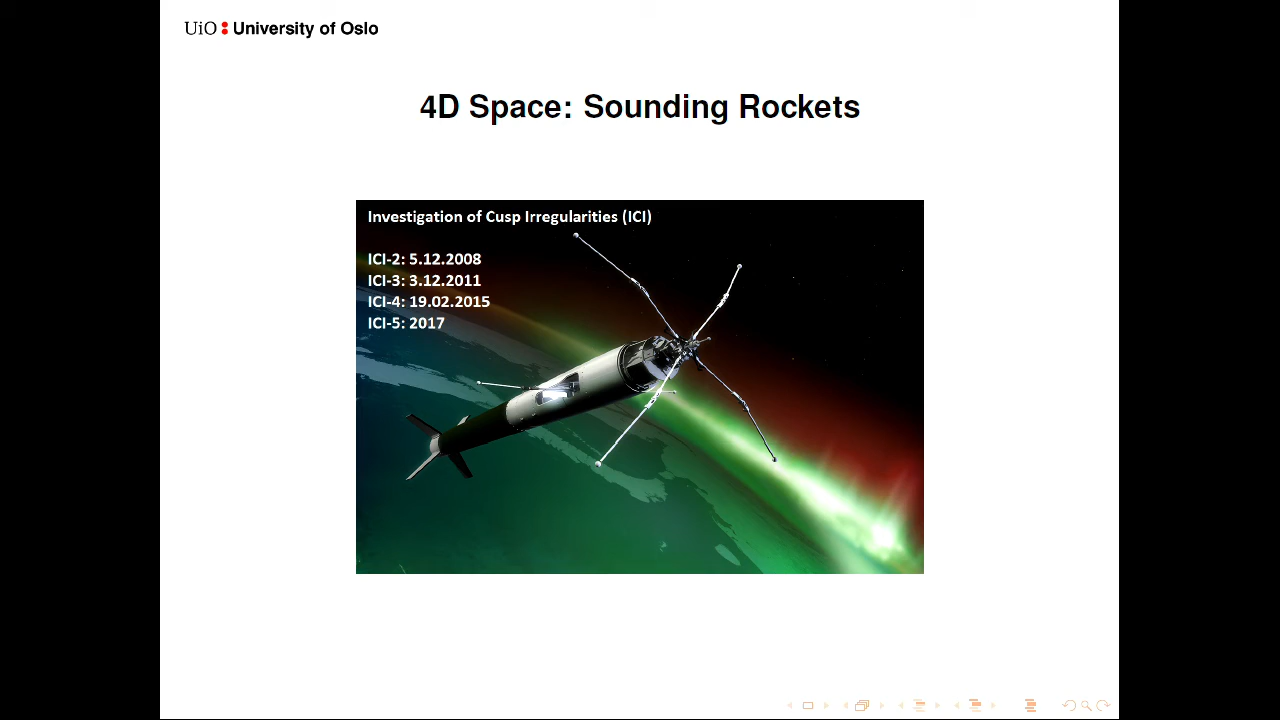 UiO University of Oslo
4D Space: Sounding Rockets
Investigation of Cusp Irregularities (ICI)
ICI-2: 5.12.2008
ICI-3: 3.12.2011
ICI-4: 19.02.2015
ICI-5: 2017